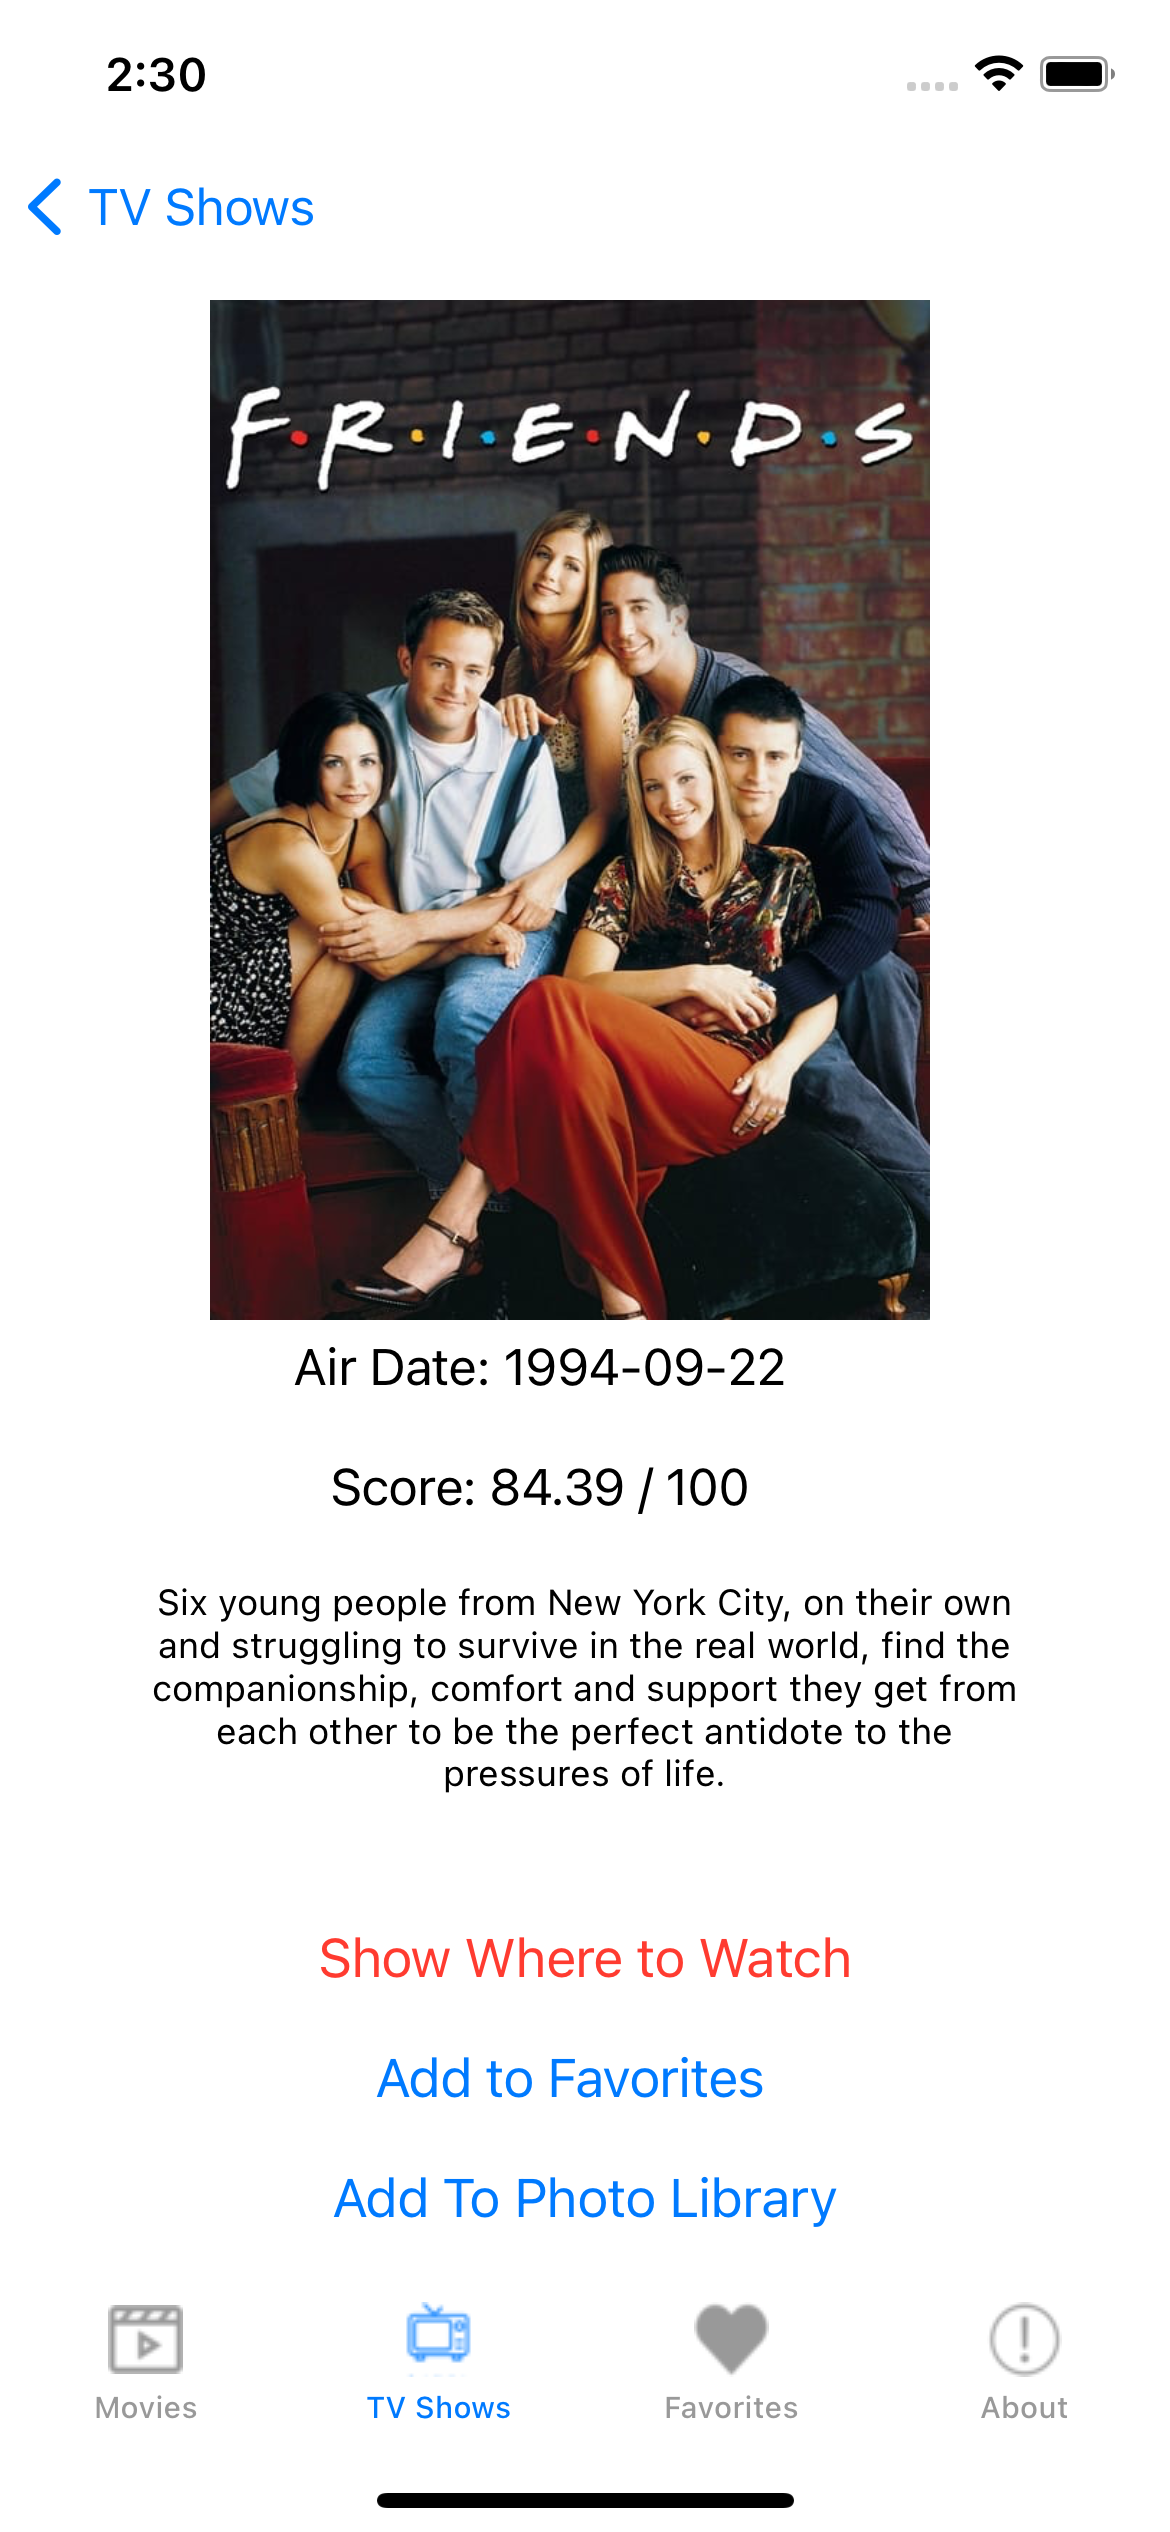 2:30
TV Shows
F·R·I·E·N·D·S
Air Date: 1994-09-22
Score: 84.39 / 100
Six young people from New York City, on their own
and struggling to survive in the real world, find the
companionship, comfort and support they get from
each other to be the perfect antidote to the
pressures of life.
Show Where to Watch
Add to Favorites
Add To Photo Library
Movies
TV Shows
Favorites
About